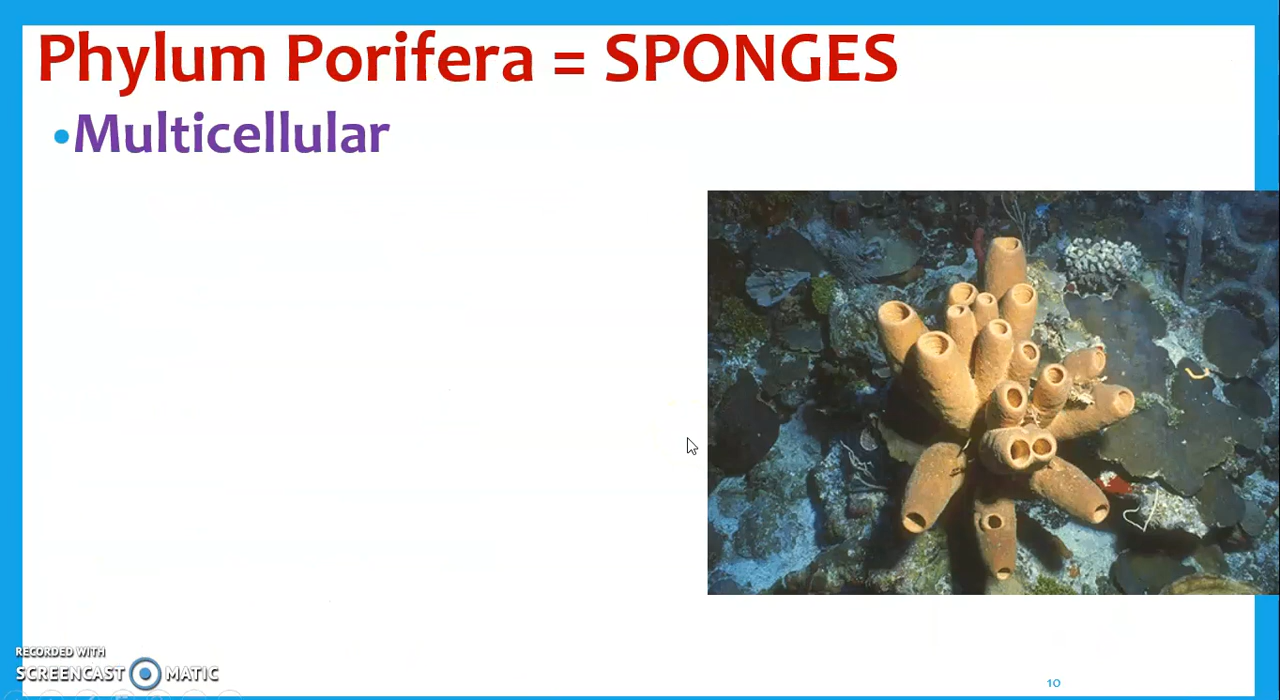 Phylum Porifera = SPONGES
•Multicellular
RECORDED WITH
SCREENCAST MATIC
10